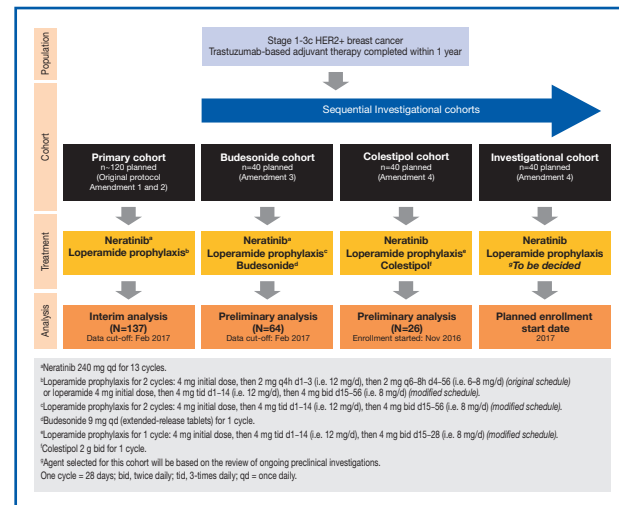 Population
Stage 1-3c HER2+ breast cancer
Trastuzumab-based adjuvant therapy completed within 1 year
Sequential Investigational cohorts
Cohort
Primary cohort
n~120 planned
(Original protocol
Amendment 1 and 2)
Budesonide cohort
n=40 planned
(Amendment 3)
Colestipol cohort
n=40 planned
(Amendment 4)
Investigational cohort
n=40 planned
(Amendment 4)
Treatment
Neratinibᵃ
Loperamide prophylaxisᵇ
Neratinibᵃ
Loperamide prophylaxisᶜ
Budesonideᵈ
Neratinib
Loperamide prophylaxisᵉ
Colestipolᶠ
Neratinib
Loperamide prophylaxis
ᵍTo be decided
Analysis
Interim analysis
(N=137)
Data cut-off: Feb 2017
Preliminary analysis
(N=64)
Data cut-off: Feb 2017
Preliminary analysis
(N=26)
Enrollment started: Nov 2016
Planned enrollment
start date
2017
ᵃNeratinib 240 mg qd for 13 cycles.
ᵇLoperamide prophylaxis for 2 cycles: 4 mg initial dose, then 2 mg q4h d1–3 (i.e. 12 mg/d), then 2 mg q6–8h d4–56 (i.e. 6–8 mg/d) (original schedule)
or loperamide 4 mg initial dose, then 4 mg tid d1–14 (i.e. 12 mg/d), then 4 mg bid d15–56 (i.e. 8 mg/d) (modified schedule).
ᶜLoperamide prophylaxis for 2 cycles: 4 mg initial dose, then 4 mg tid d1–14 (i.e. 12 mg/d), then 4 mg bid d15–56 (i.e. 8 mg/d) (modified schedule).
ᵈBudesonide 9 mg qd (extended-release tablets) for 1 cycle.
ᵉLoperamide prophylaxis for 1 cycle: 4 mg initial dose, then 4 mg tid d1–14 (i.e. 12 mg/d), then 4 mg bid d15–28 (i.e. 8 mg/d) (modified schedule).
ᶠColestipol 2 g bid for 1 cycle.
ᵍAgent selected for this cohort will be based on the review of ongoing preclinical investigations.
One cycle = 28 days; bid, twice daily; tid, 3-times daily; qd = once daily.